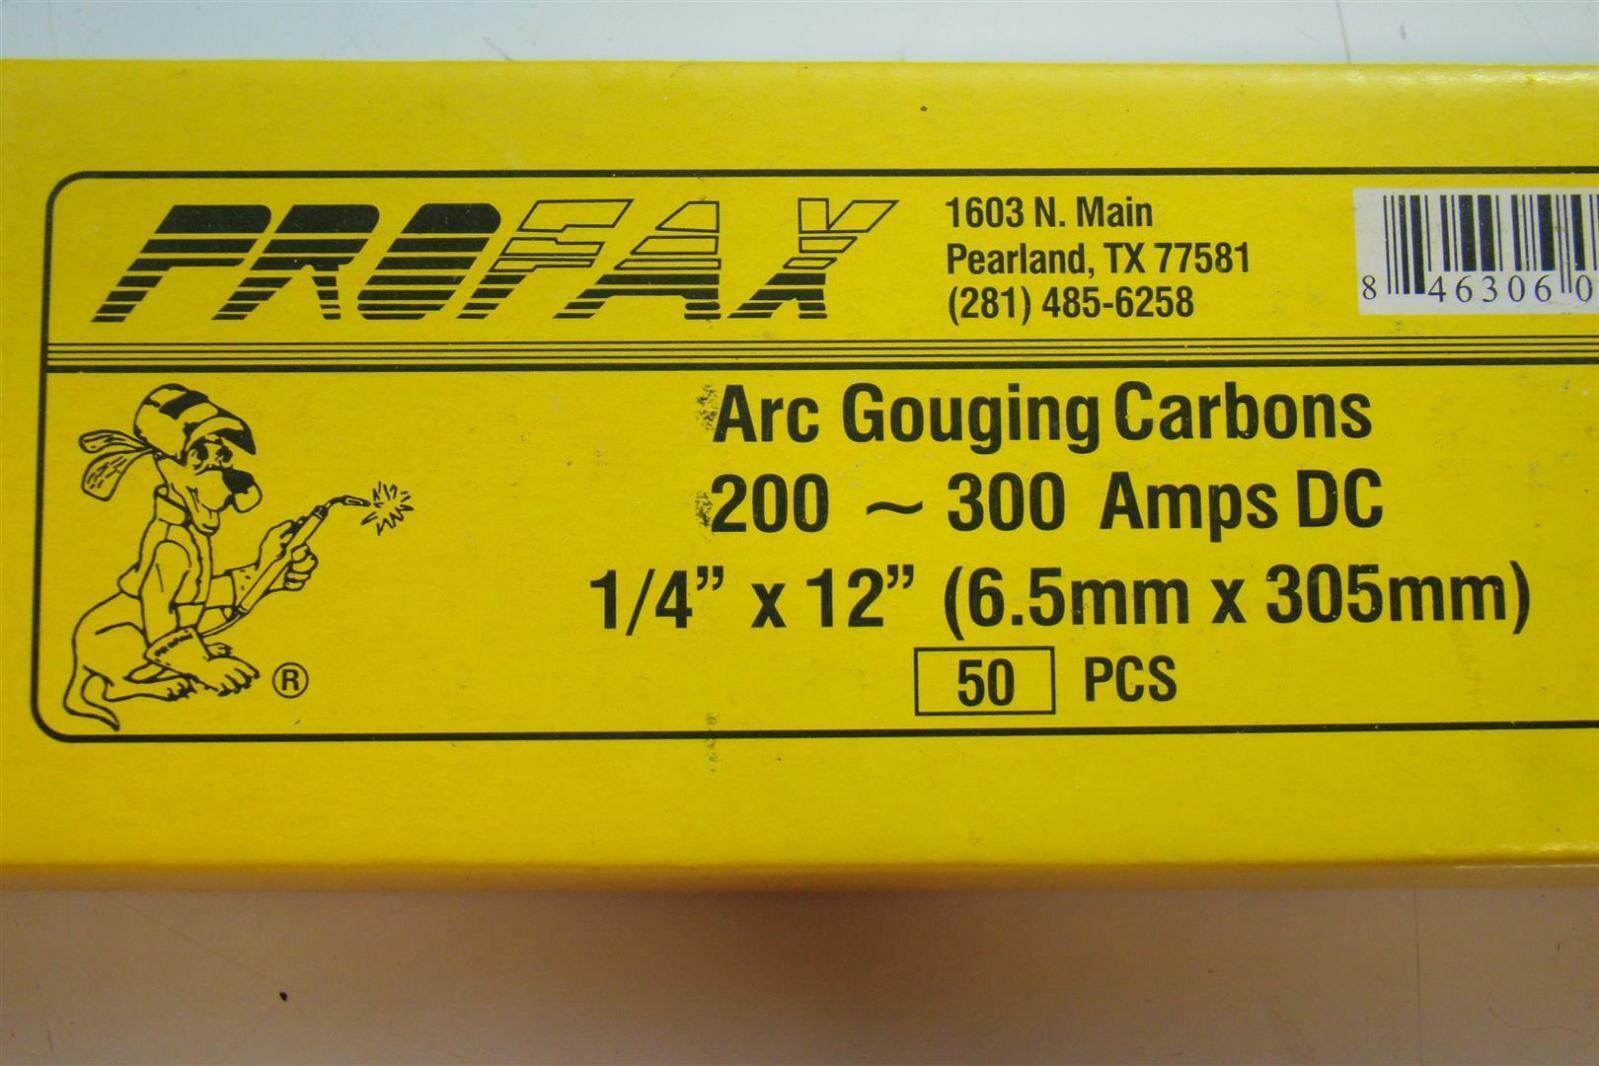 PROFAX
1603 N. Main
Pearland, TX 77581
(281) 485-6258
8 46306 0
Arc Gouging Carbons
200 ~ 300 Amps DC
1/4” x 12” (6.5mm x 305mm)
50 PCS
®